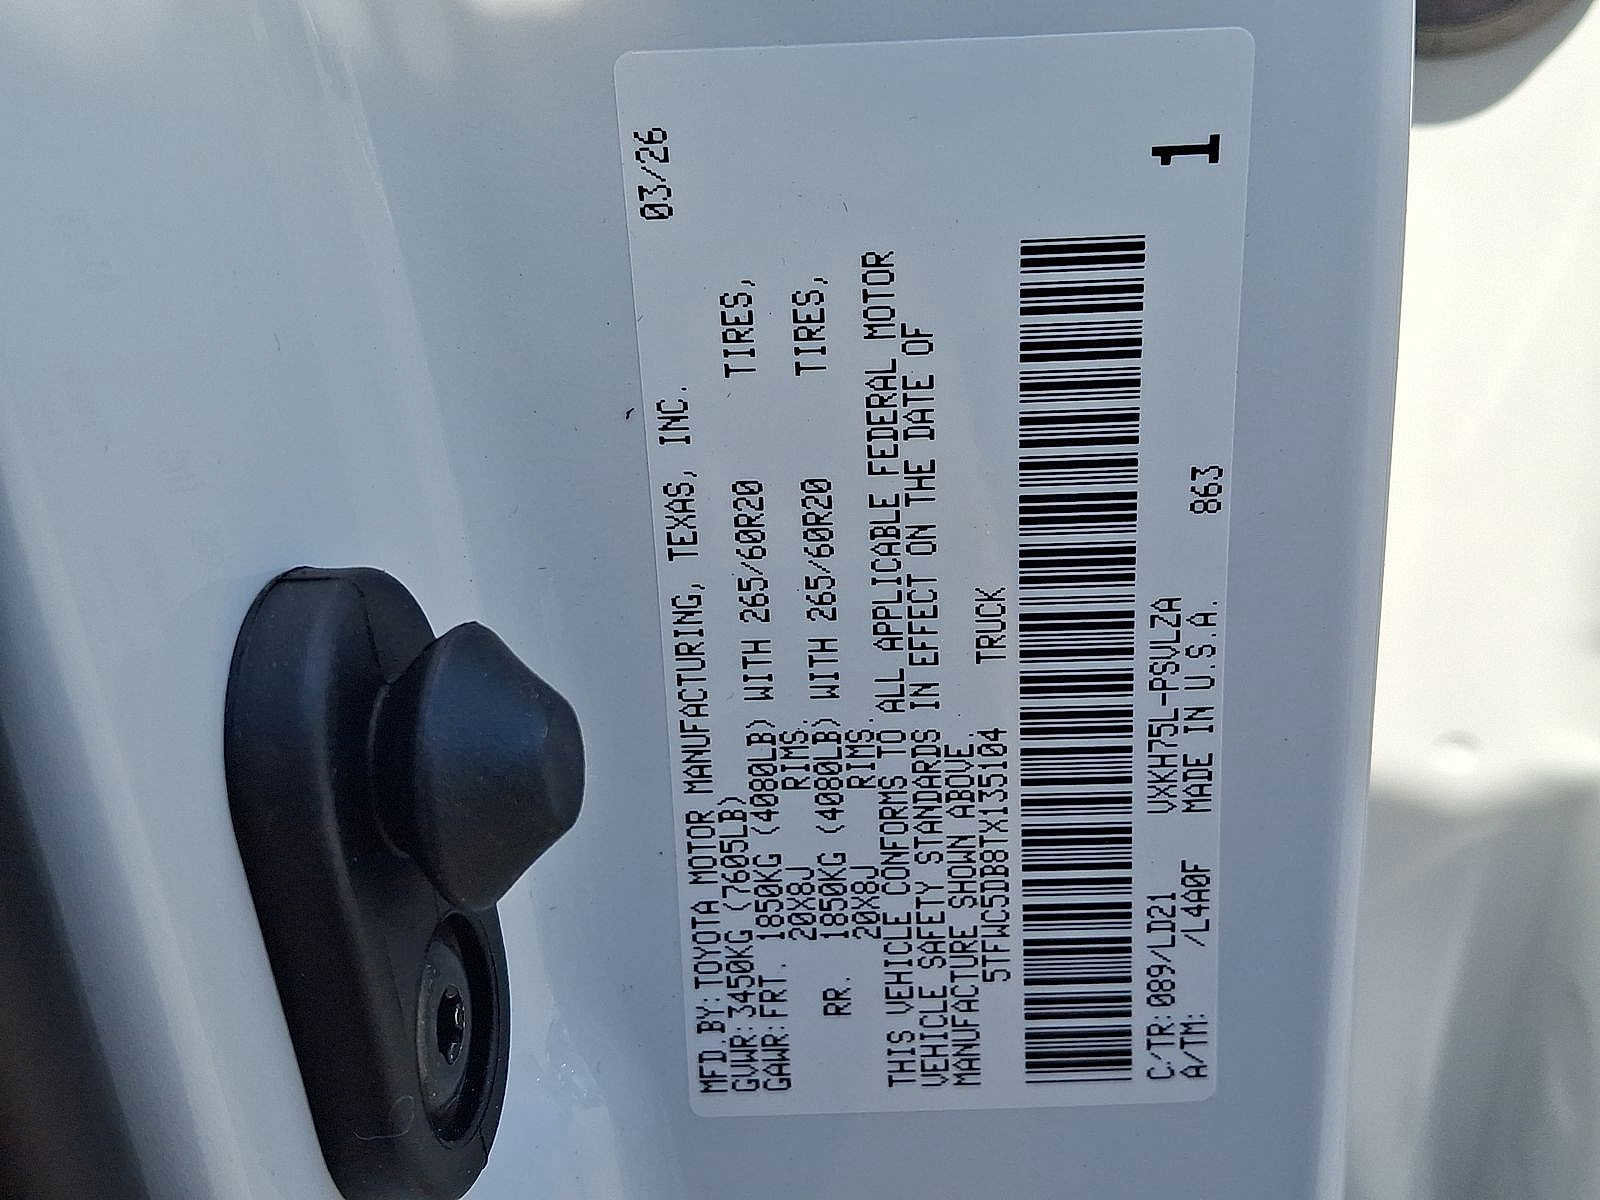 03/26
MFD.BY:TOYOTA MOTOR MANUFACTURING, TEXAS, INC.
GVWR:3450KG (7605LB)
GAWR:FRT. 1850KG (4080LB) WITH 265/60R20 TIRES,
20X8J RIMS.
RR. 1850KG (4080LB) WITH 265/60R20 TIRES,
20X8J RIMS.
THIS VEHICLE CONFORMS TO ALL APPLICABLE FEDERAL MOTOR
VEHICLE SAFETY STANDARDS IN EFFECT ON THE DATE OF
MANUFACTURE SHOWN ABOVE.
5TFWC5DB8TX135104 TRUCK
C/TR:089/LD21 VXKH75L-PSVLZA
A/TM: /L4A0F MADE IN U.S.A. 863
1